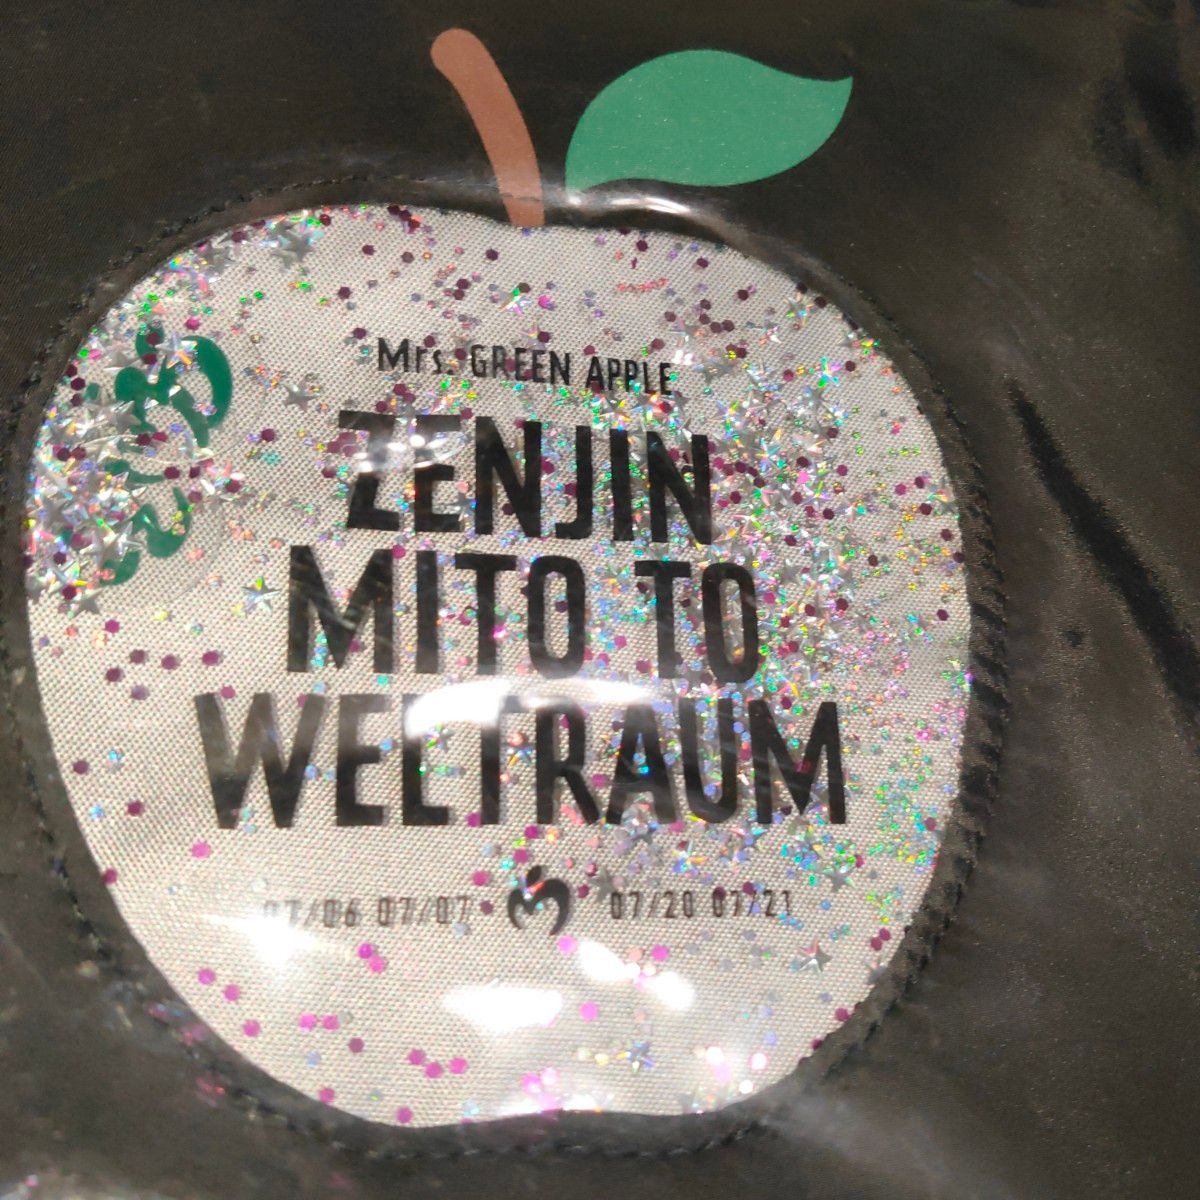 Mrs. GREEN APPLE
ZENJIN
MITO TO
WELTRAUM
07/06 07/07 07/20 07/21